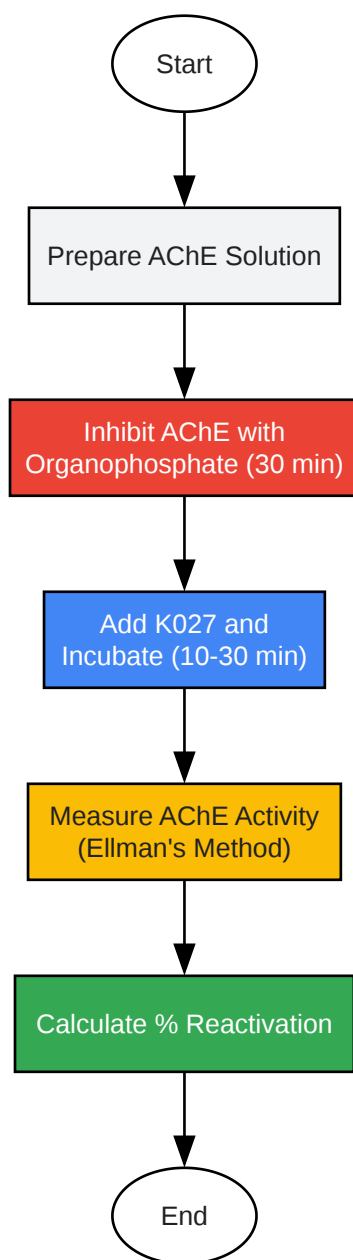 Start
Prepare AChE Solution
Inhibit AChE with
Organophosphate (30 min)
Add K027 and
Incubate (10-30 min)
Measure AChE Activity
(Ellman's Method)
Calculate % Reactivation
End